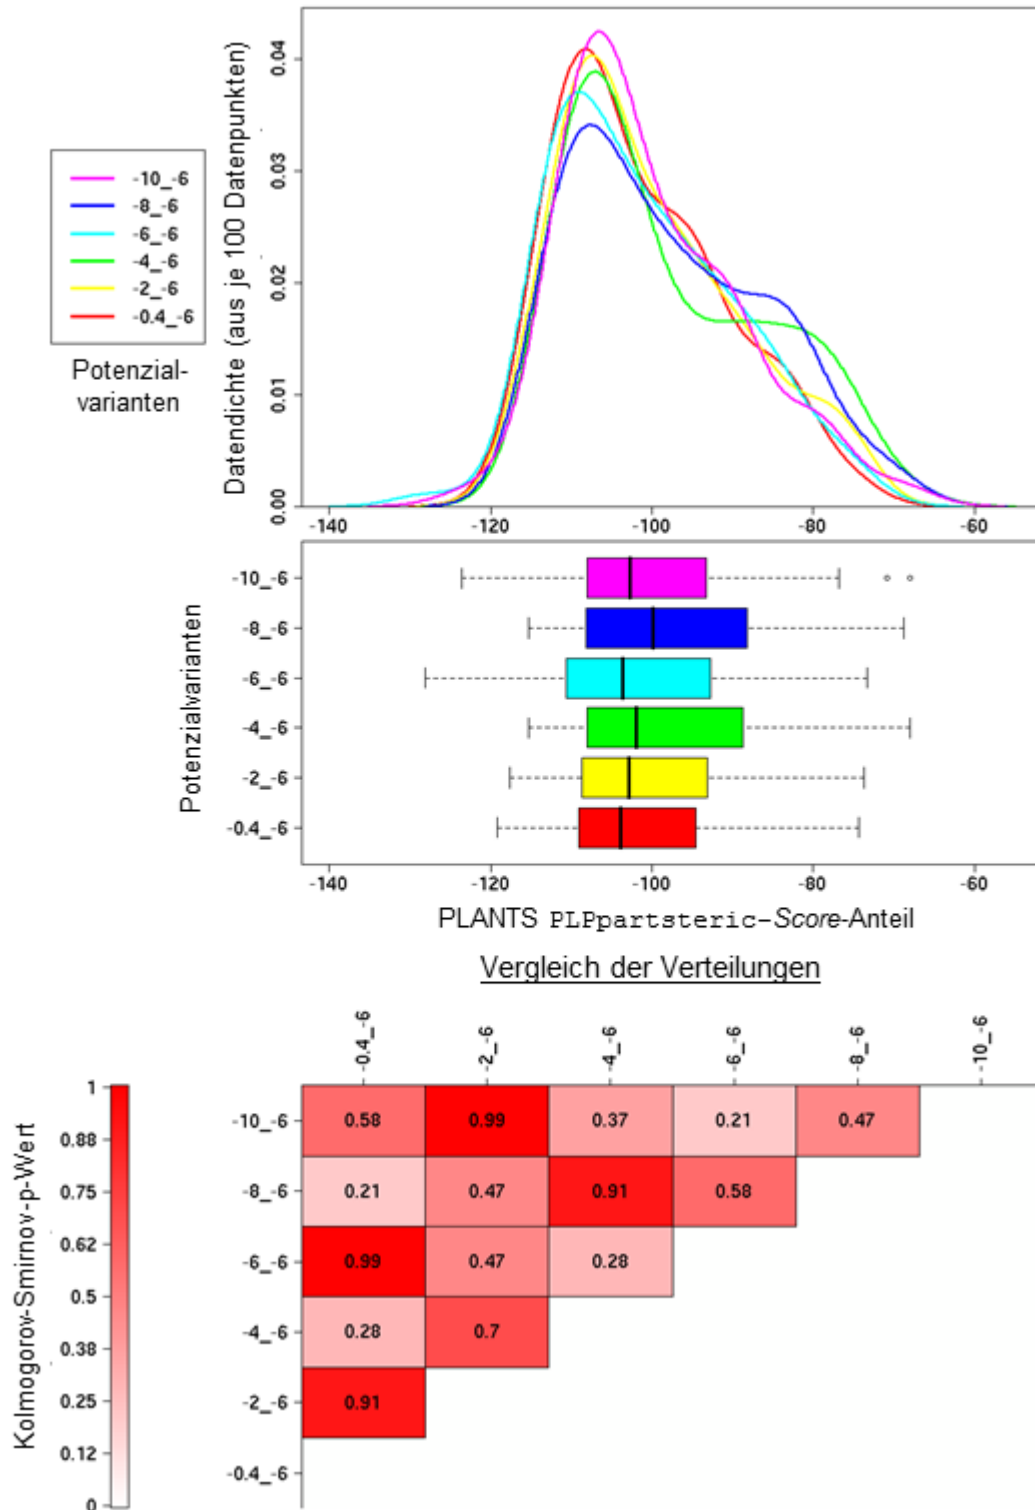 Datendichte (aus je 100 Datenpunkten)
0.04
0.03
0.02
0.01
0.00
-10_-6
-8_-6
-6_-6
-4_-6
-2_-6
-0.4_-6
Potenzial-
varianten
-140 -120 -100 -80 -60
Potenzialvarianten
-10_-6
-8_-6
-6_-6
-4_-6
-2_-6
-0.4_-6
-140 -120 -100 -80 -60
PLANTS PLPpartsteric-Score-Anteil
Vergleich der Verteilungen
-0.4_-6 -2_-6 -4_-6 -6_-6 -8_-6 -10_-6
Kolmogorov-Smirnov-p-Wert
1
0.88
0.75
0.62
0.5
0.38
0.25
0.12
0
-10_-6 0.58 0.99 0.37 0.21 0.47
-8_-6 0.21 0.47 0.91 0.58
-6_-6 0.99 0.47 0.28
-4_-6 0.28 0.7
-2_-6 0.91
-0.4_-6